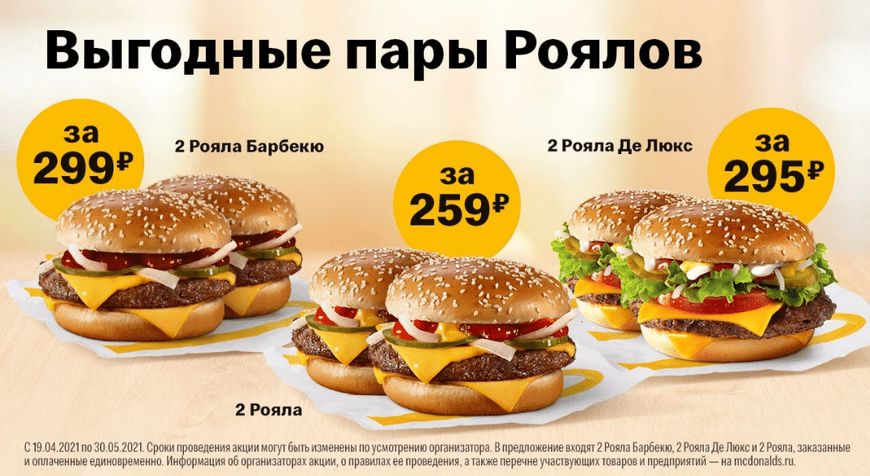 Выгодные пары Роялов
за
299₽
2 Рояла Барбекю
за
259₽
2 Рояла Де Люкс
за
295₽
2 Рояла
С 19.04.2021 по 30.05.2021. Сроки проведения акции могут быть изменены по усмотрению организатора. В предложение входят 2 Рояла Барбекю, 2 Рояла Де Люкс и 2 Рояла, заказанные
и оплаченные единовременно. Информация об организаторах акции, о правилах ее проведения, а также перечне участвующих товаров и предприятий — на mcdonalds.ru.